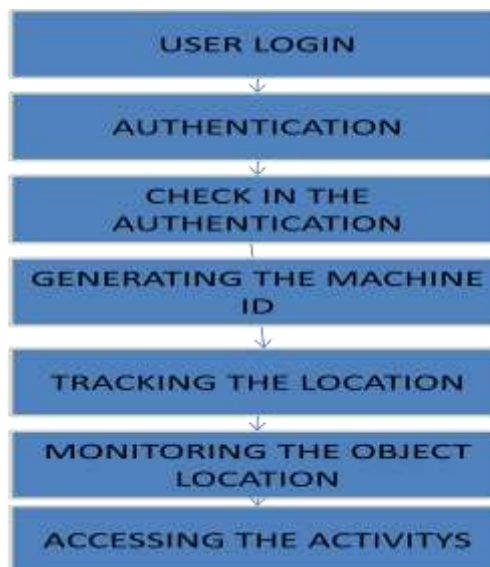 USER LOGIN
AUTHENTICATION
CHECK IN THE
AUTHENTICATION
GENERATING THE MACHINE
ID
TRACKING THE LOCATION
MONITORING THE OBJECT
LOCATION
ACCESSING THE ACTIVITYS